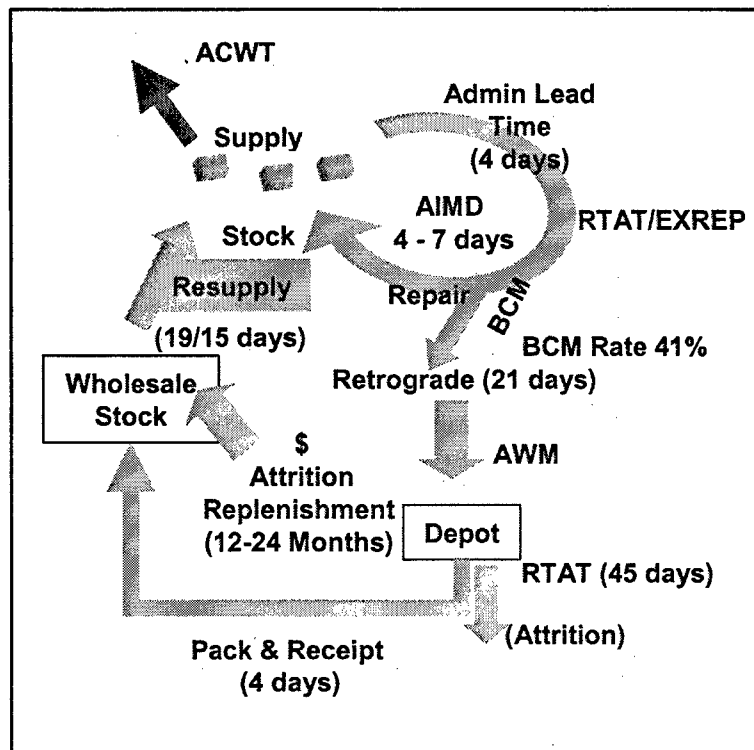 ACWT
Admin Lead
Time
(4 days)
Supply
AIMD
4 - 7 days
RTAT/EXREP
Stock
Resupply
(19/15 days)
Repair
BCM
BCM Rate 41%
Retrograde (21 days)
Wholesale
Stock
$
Attrition
Replenishment
(12-24 Months)
AWM
Depot
RTAT (45 days)
(Attrition)
Pack & Receipt
(4 days)